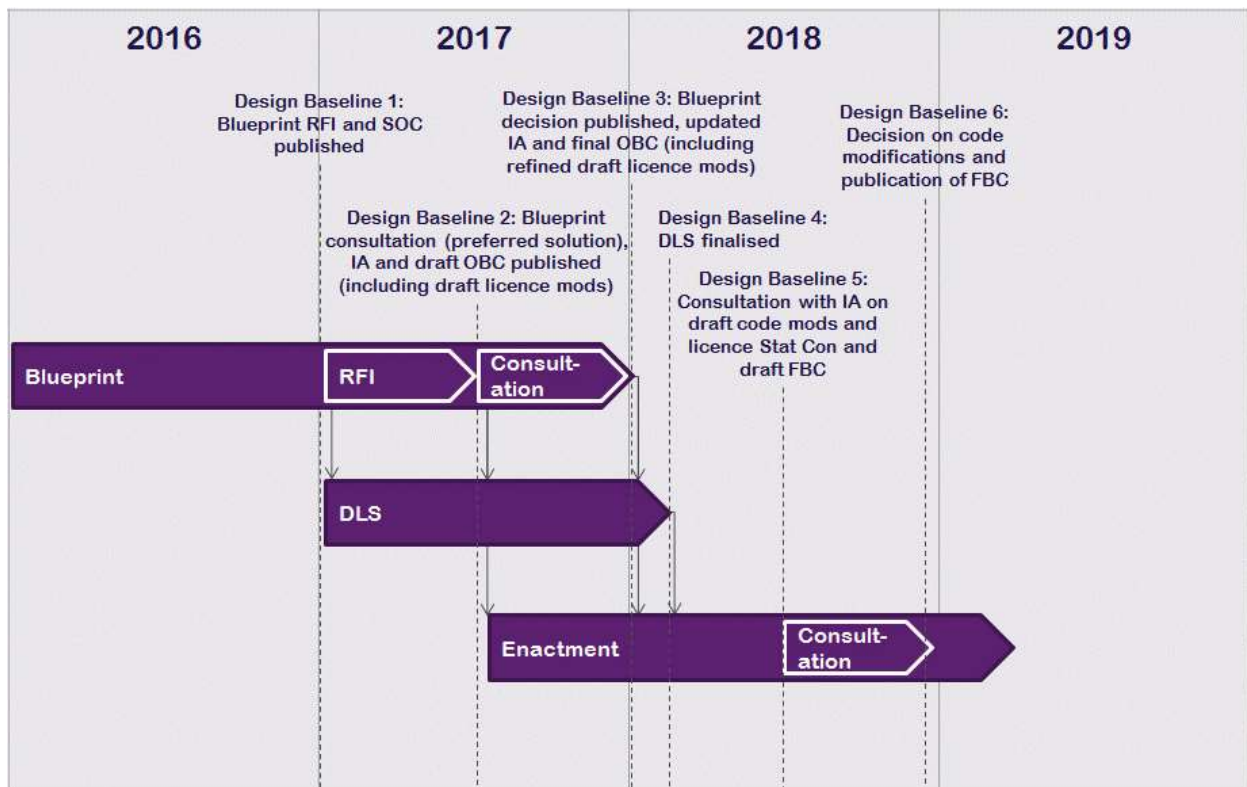 2016
2017
2018
2019
Design Baseline 1:
Blueprint RFI and SOC
published
Design Baseline 3: Blueprint
decision published, updated
IA and final OBC (including
refined draft licence mods)
Design Baseline 6:
Decision on code
modifications and
publication of FBC
Design Baseline 2: Blueprint
consultation (preferred solution),
IA and draft OBC published
(including draft licence mods)
Design Baseline 4:
DLS finalised
Design Baseline 5:
Consultation with IA on
draft code mods and
licence Stat Con and
draft FBC
Blueprint
RFI
Consult-
ation
DLS
Enactment
Consult-
ation